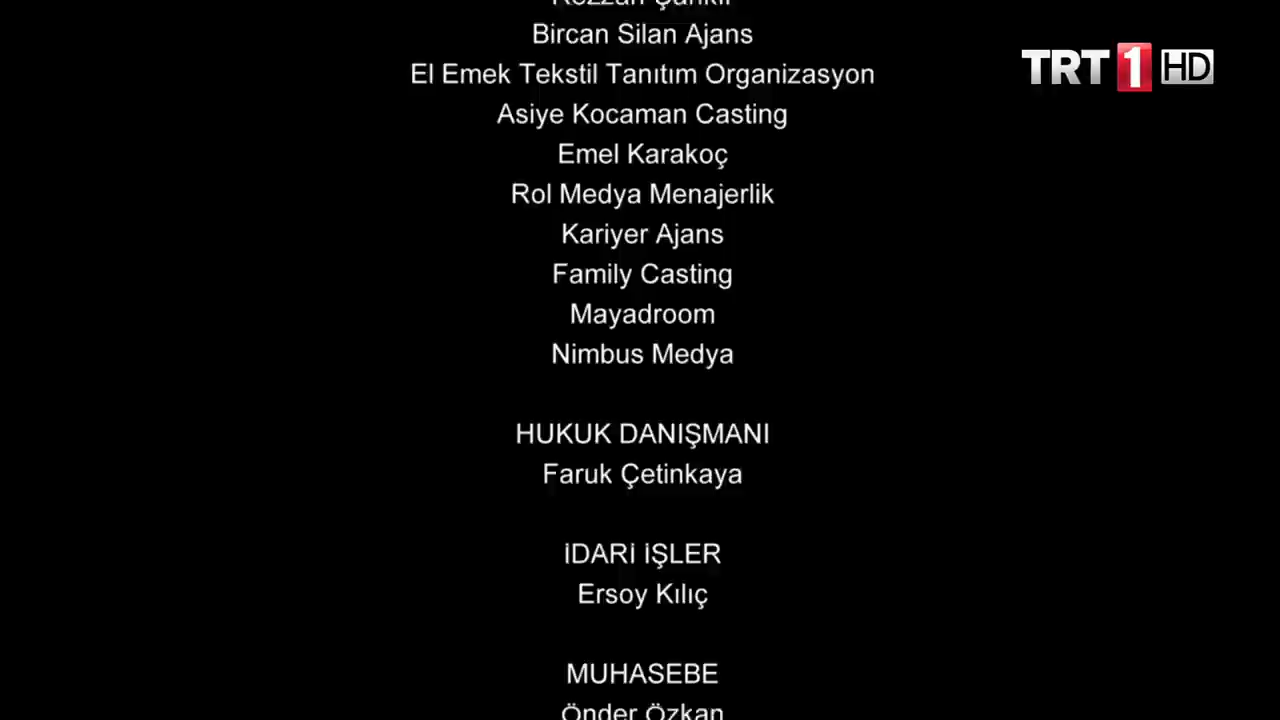 Bircan Silan Ajans
El Emek Tekstil Tanıtım Organizasyon
TRT 1 HD
Asiye Kocaman Casting
Emel Karakoç
Rol Medya Menajerlik
Kariyer Ajans
Family Casting
Mayadroom
Nimbus Medya
HUKUK DANIŞMANI
Faruk Çetinkaya
İDARİ İŞLER
Ersoy Kılıç
MUHASEBE
Önder Özkan